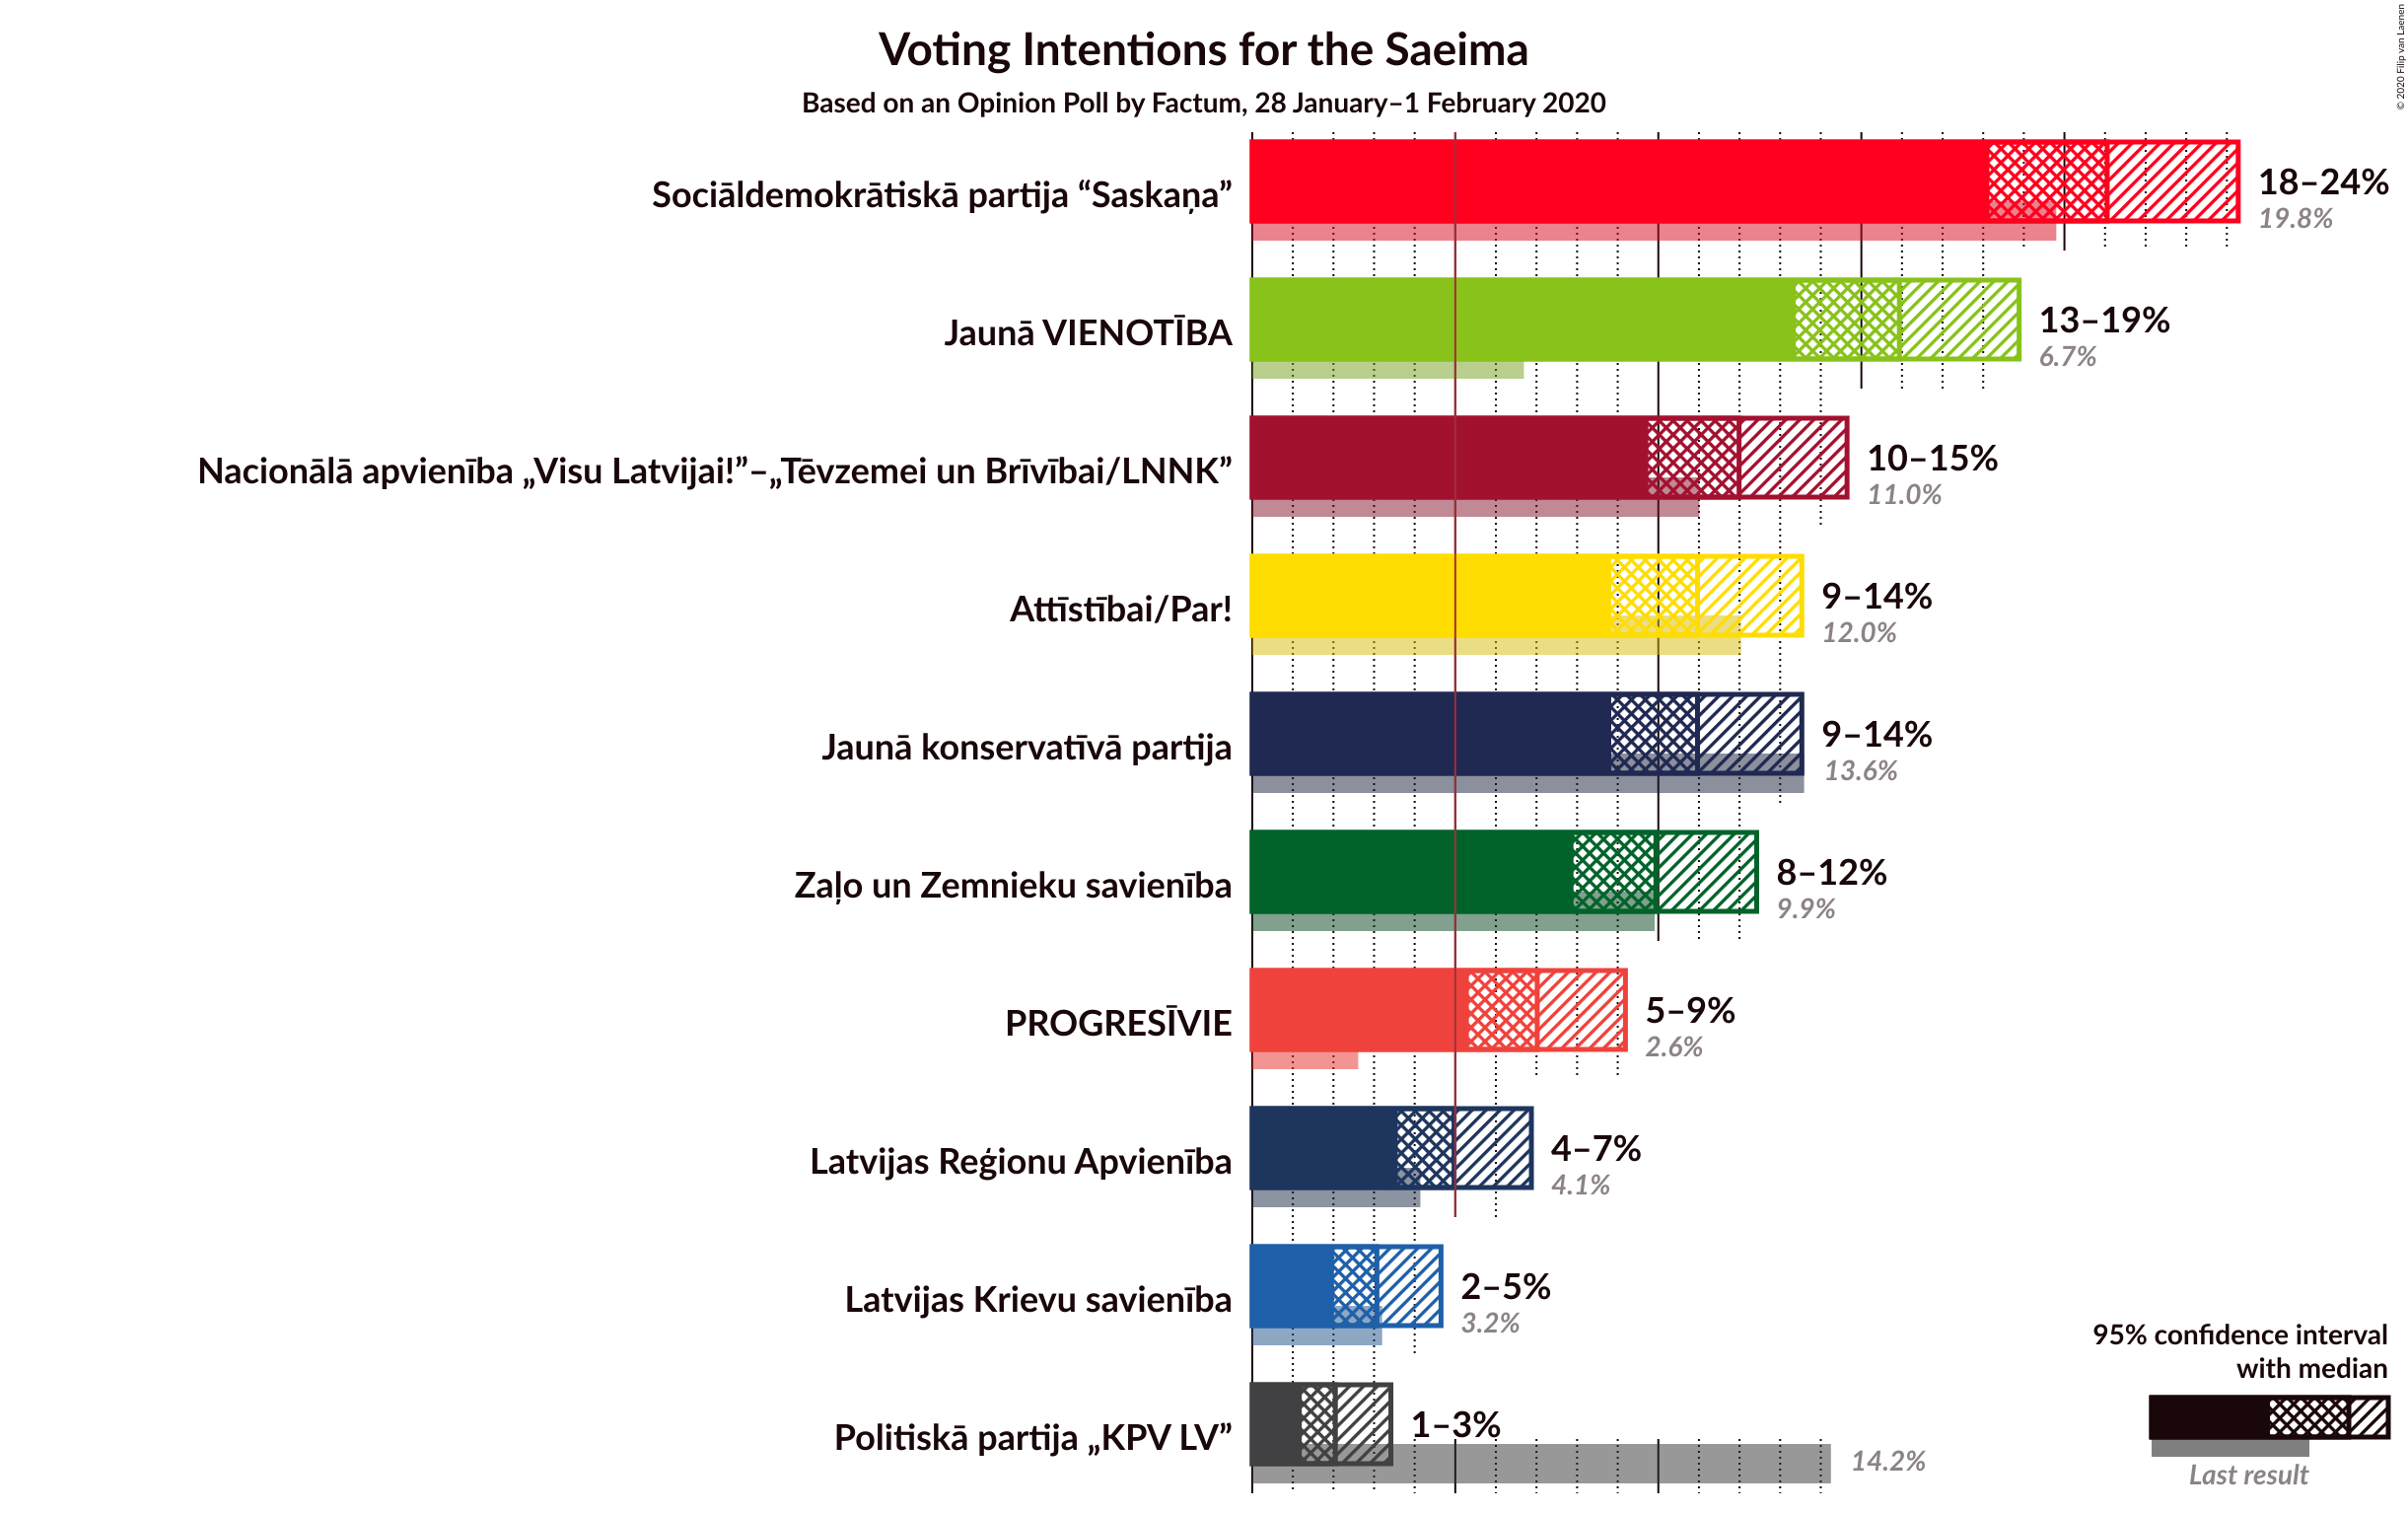 Voting Intentions for the Saeima
Based on an Opinion Poll by Factum, 28 January–1 February 2020
© 2020 Filip van Laenen
Sociāldemokrātiskā partija “Saskaņa”
18–24%
19.8%
Jaunā VIENOTĪBA
13–19%
6.7%
Nacionālā apvienība „Visu Latvijai!”–„Tēvzemei un Brīvībai/LNNK”
10–15%
11.0%
Attīstībai/Par!
9–14%
12.0%
Jaunā konservatīvā partija
9–14%
13.6%
Zaļo un Zemnieku savienība
8–12%
9.9%
PROGRESĪVIE
5–9%
2.6%
Latvijas Reģionu Apvienība
4–7%
4.1%
Latvijas Krievu savienība
2–5%
3.2%
Politiskā partija „KPV LV”
1–3%
14.2%
95% confidence interval
with median
Last result